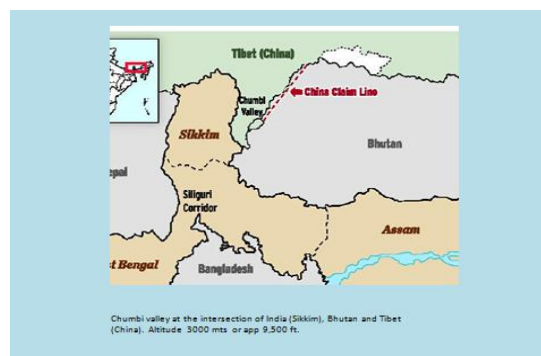 Tibet (China)
China Claim Line
Chumbi
Valley
Sikkim
Bhutan
epal
Siliguri
Corridor
Assam
t Bengal
Bangladesh
Chumbi valley at the intersection of India (Sikkim), Bhutan and Tibet
(China). Altitude 3000 mts or app 9,500 ft.